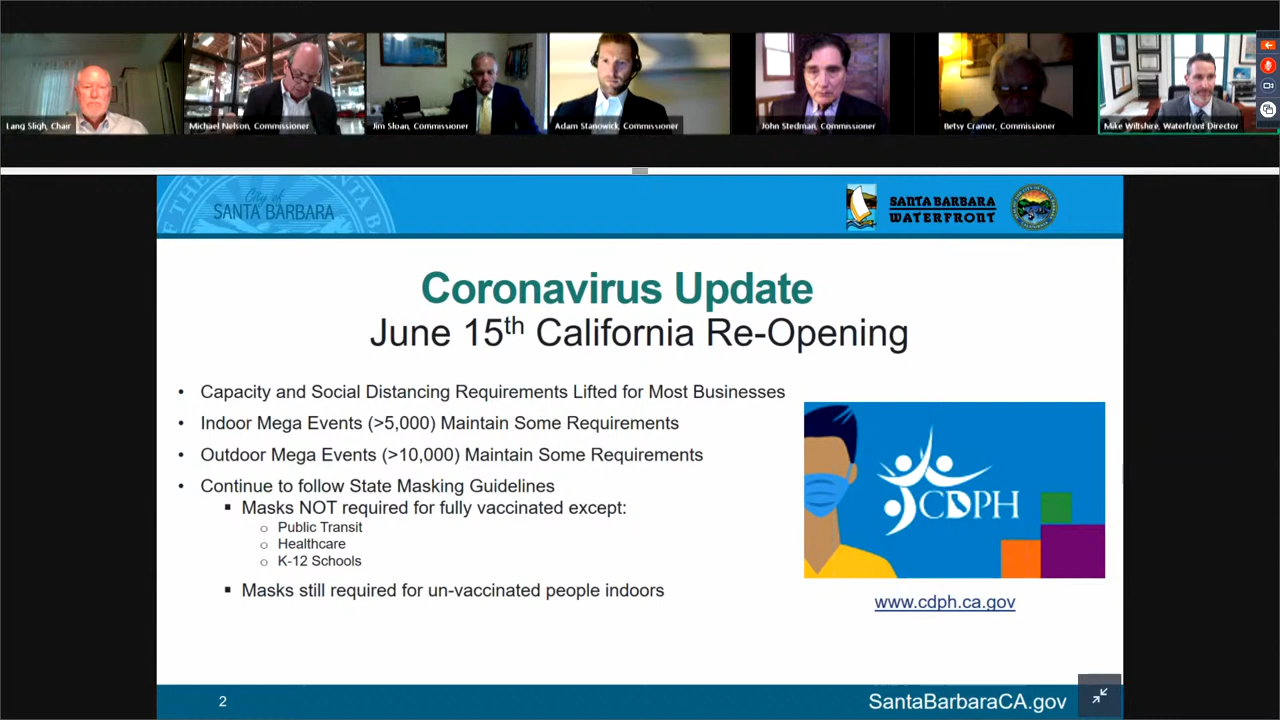 Lang Sligh, Chair
Michael Nelson, Commissioner
Jim Sloan, Commissioner
Adam Stanowick, Commissioner
John Stedman, Commissioner
Betsy Cramer, Commissioner
Mike Wiltshire, Waterfront Director
City of
SANTA BARBARA
SANTA BARBARA
WATERFRONT
Coronavirus Update
June 15th California Re-Opening
• Capacity and Social Distancing Requirements Lifted for Most Businesses
• Indoor Mega Events (>5,000) Maintain Some Requirements
• Outdoor Mega Events (>10,000) Maintain Some Requirements
• Continue to follow State Masking Guidelines
▪ Masks NOT required for fully vaccinated except:
○ Public Transit
○ Healthcare
○ K-12 Schools
▪ Masks still required for un-vaccinated people indoors
CDPH
www.cdph.ca.gov
2
SantaBarbaraCA.gov